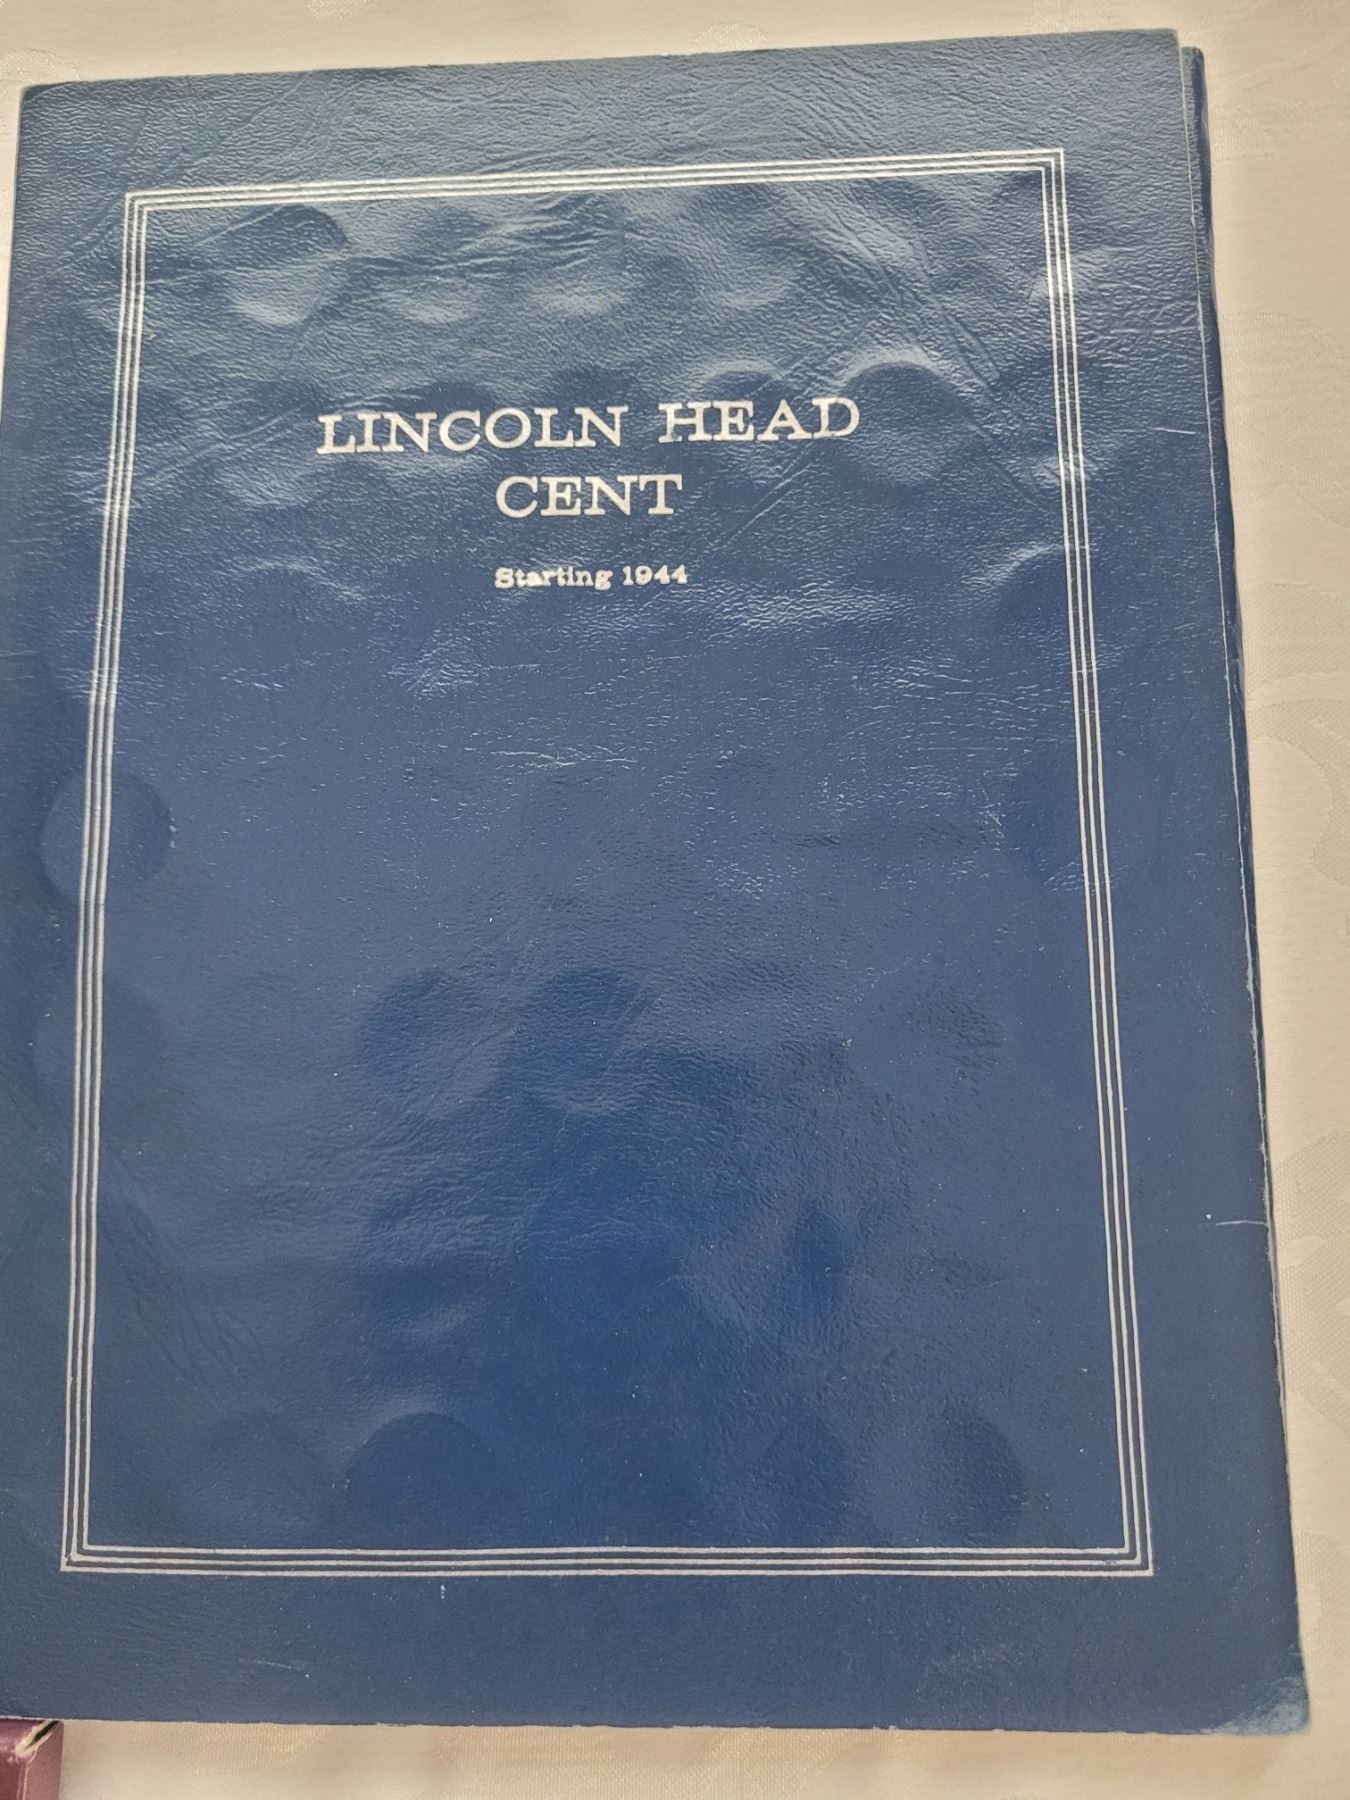 LINCOLN HEAD
CENT
Starting 1944